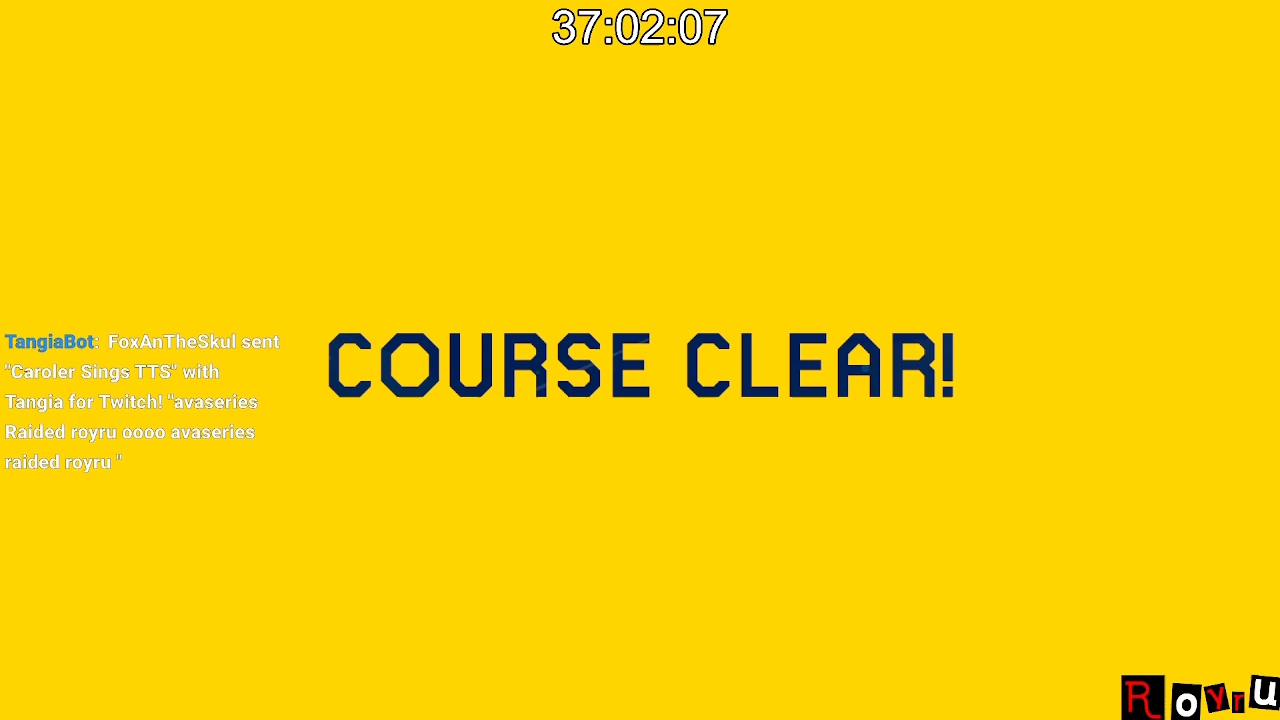 37:02:07
COURSE CLEAR!
TangiaBot: FoxAnTheSkul sent
"Caroler Sings TTS" with
Tangia for Twitch! "avaseries
Raided royru oooo avaseries
raided royru "
Royru